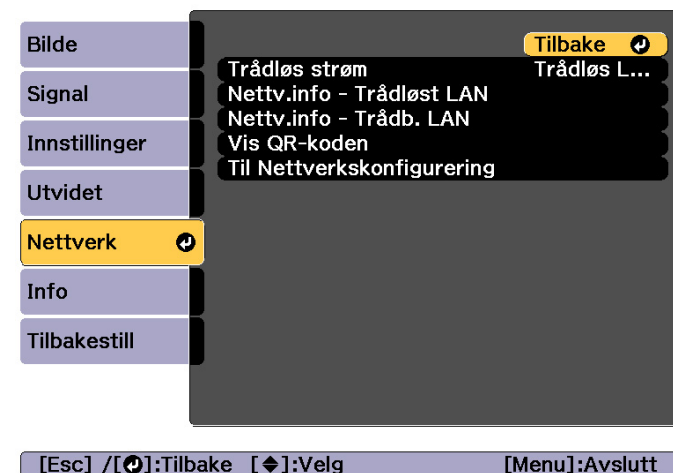 Bilde
Signal
Innstillinger
Utvidet
Nettverk
Info
Tilbakestill
Tilbake
Trådløs strøm Trådløs L...
Nettv.info - Trådløst LAN
Nettv.info - Trådb. LAN
Vis QR-koden
Til Nettverkskonfigurering
[Esc] /[]:Tilbake []:Velg [Menu]:Avslutt